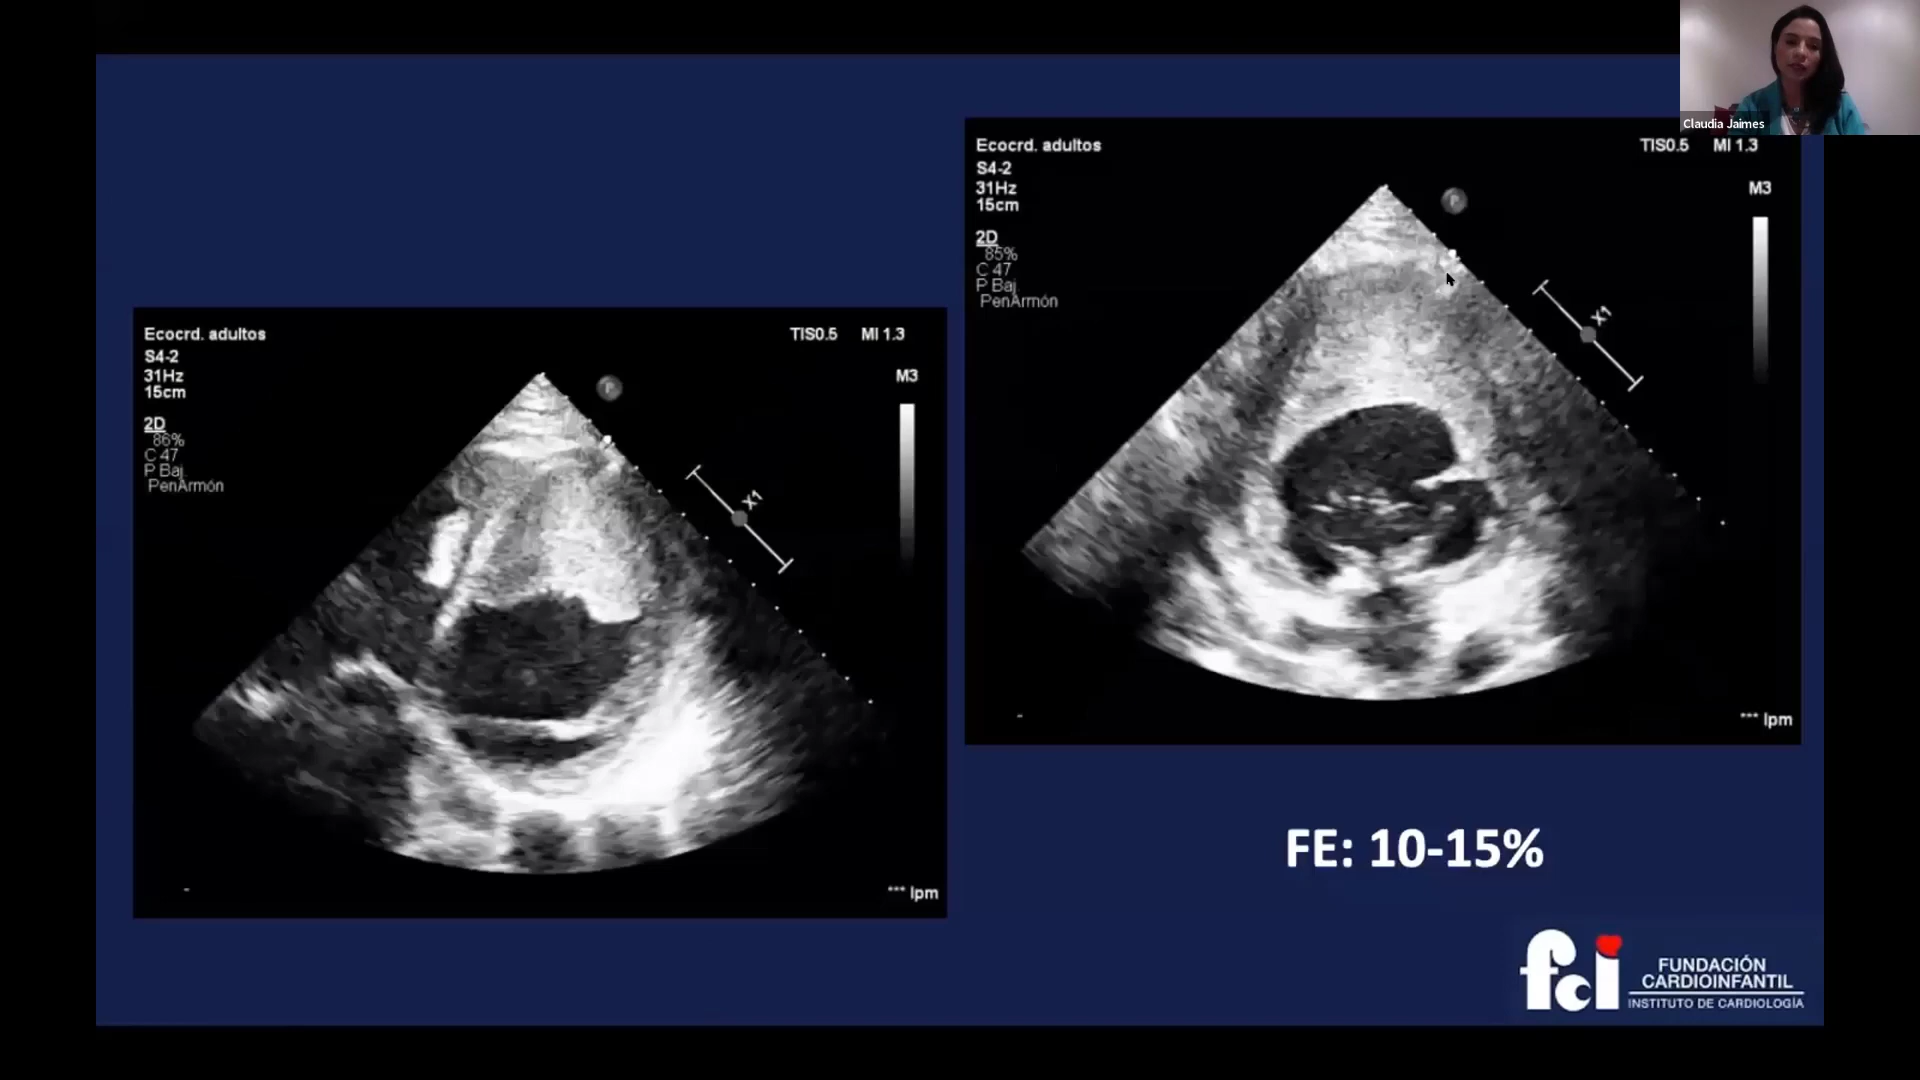 Claudia Jaimes
Ecocrd. adultos
TIS0.5 MI 1.3
S4-2
31Hz
15cm
M3
2D
86%
C 47
P Baj
PenArmón
P
X1
*** lpm
Ecocrd. adultos
TIS0.5 MI 1.3
S4-2
31Hz
15cm
M3
2D
85%
C 47
P Baj
PenArmón
P
X1
*** lpm
FE: 10-15%
fci
FUNDACIÓN
CARDIOINFANTIL
INSTITUTO DE CARDIOLOGÍA